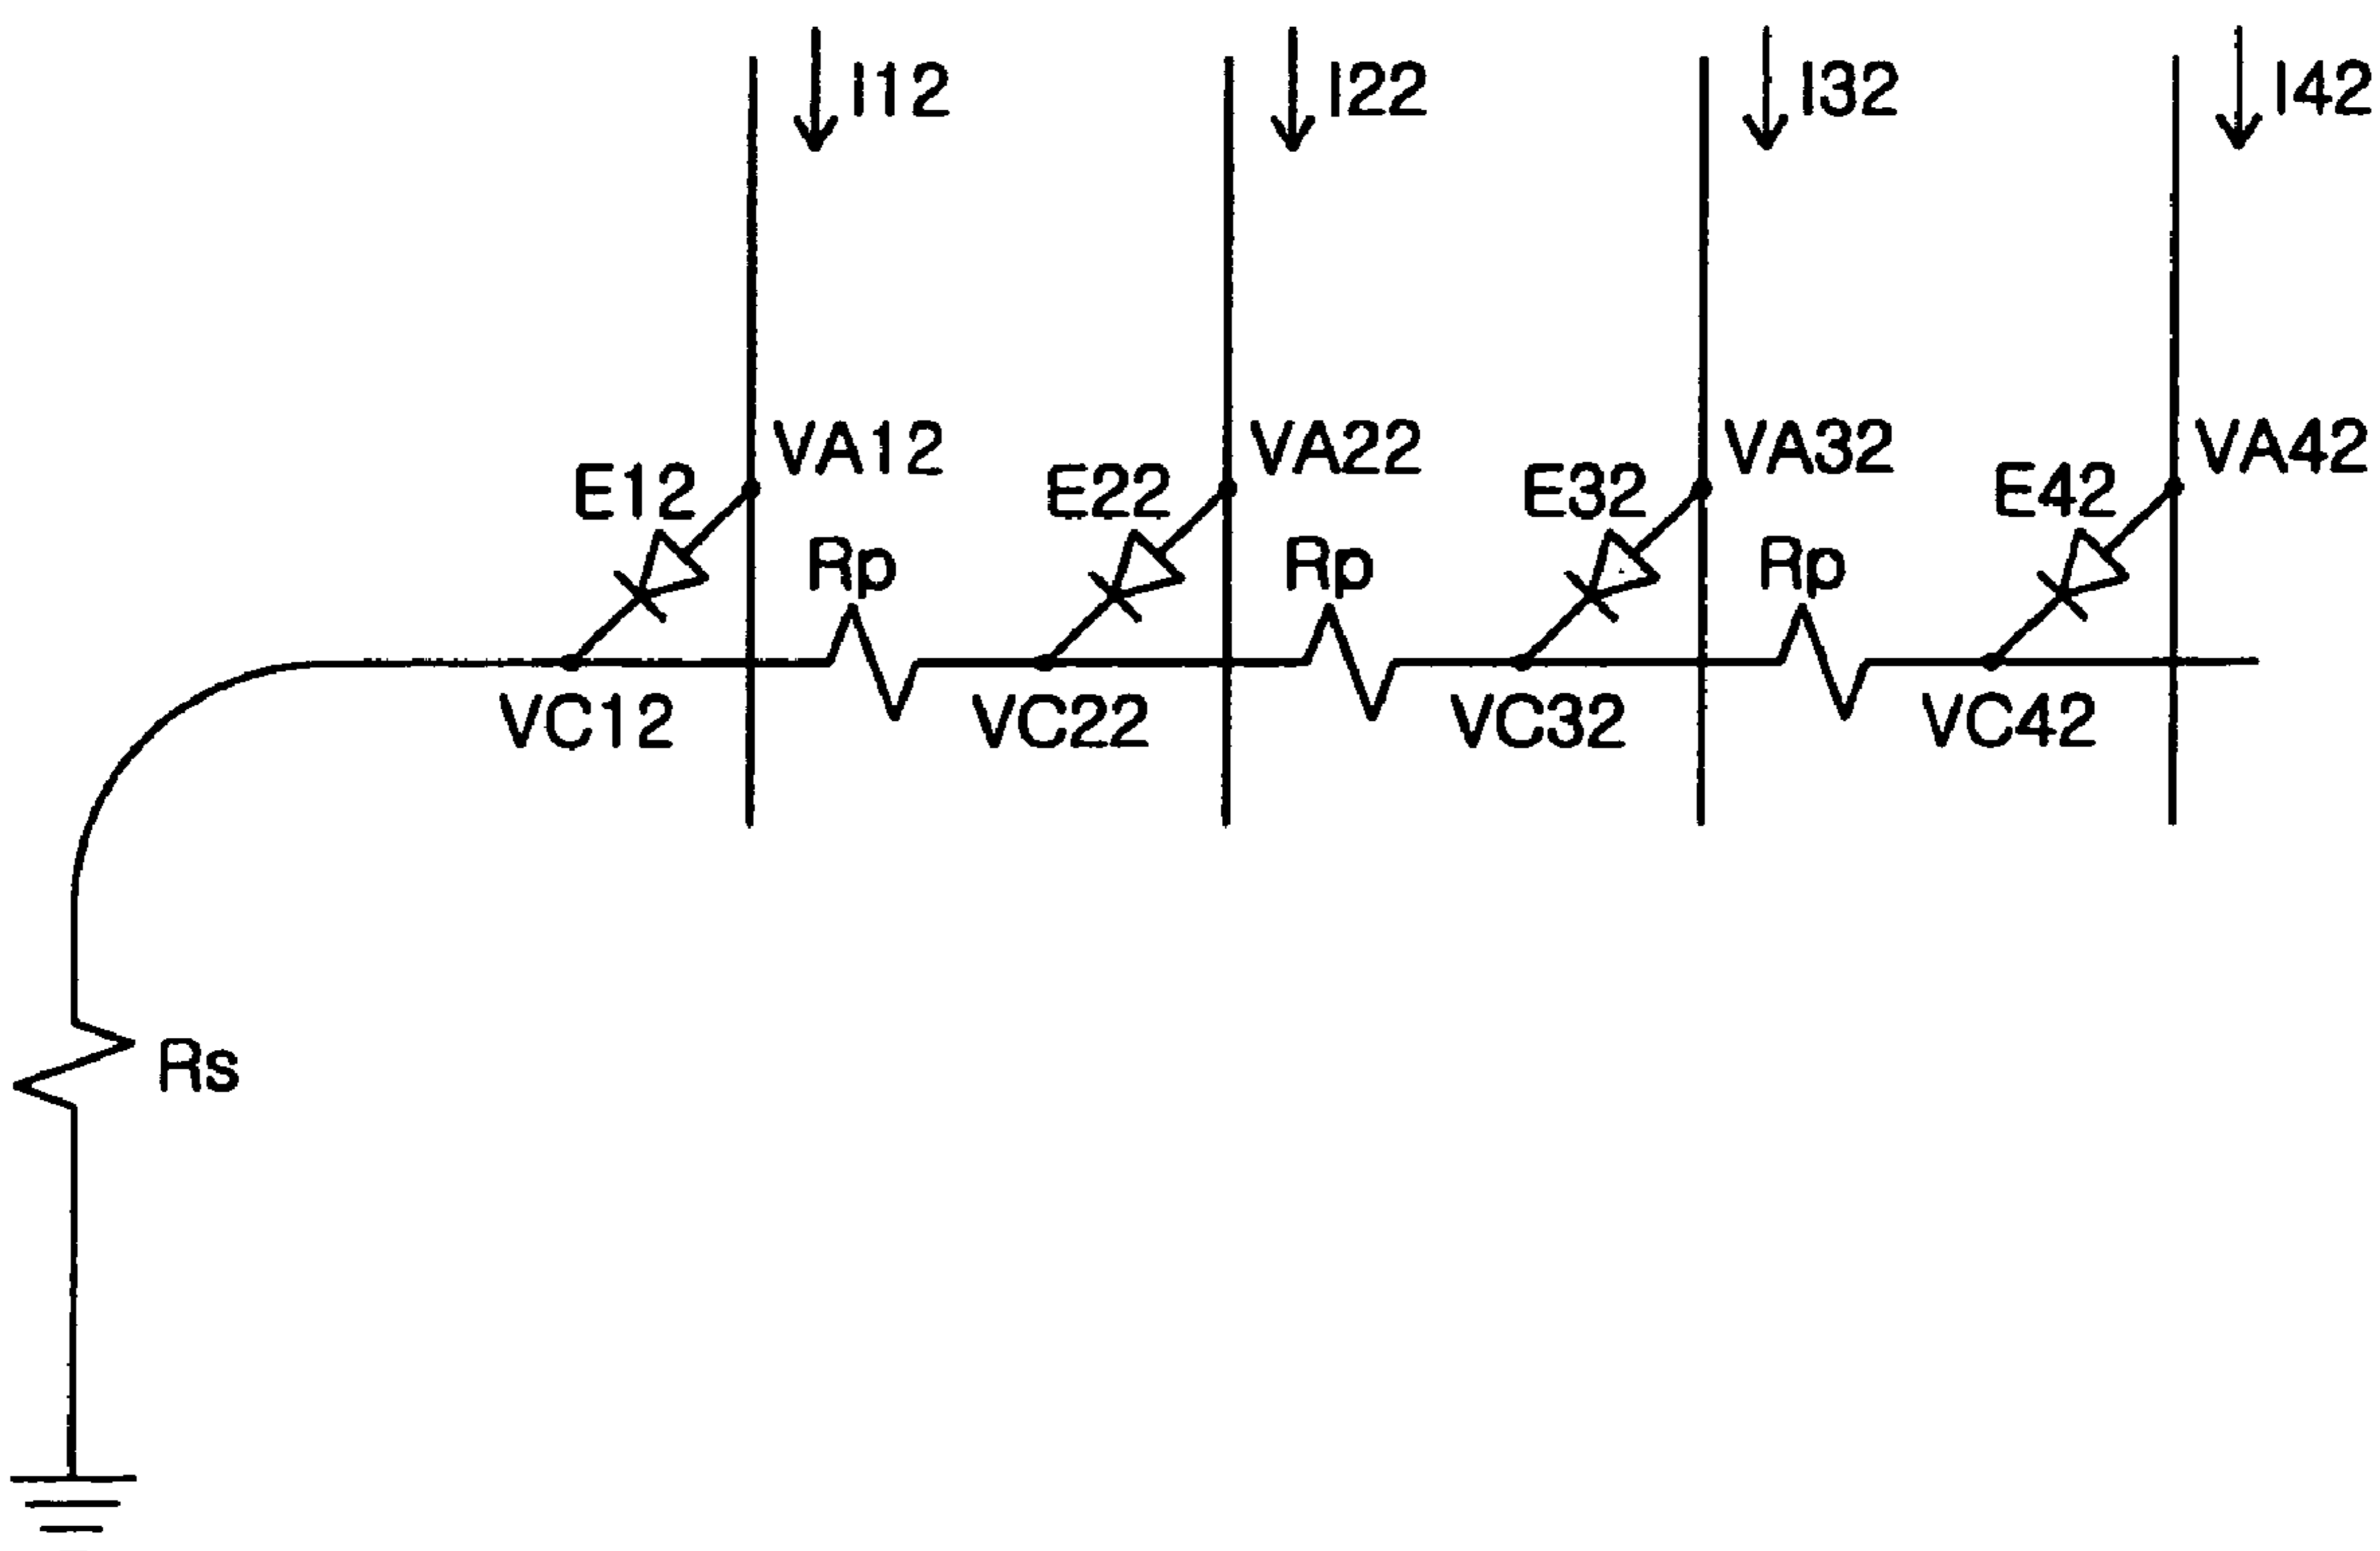 I12 I22 I32 I42
VA12 VA22 VA32 VA42
E12 E22 E32 E42
Rp Rp Rp
VC12 VC22 VC32 VC42
Rs